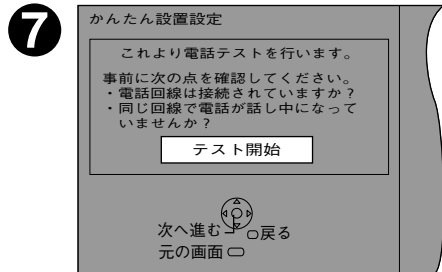 7
かんたん設置設定
これより電話テストを行います。
事前に次の点を確認してください。
・電話回線は接続されていますか？
・同じ回線で電話が話し中になって
いませんか？
テスト開始
次へ進む 戻る
元の画面